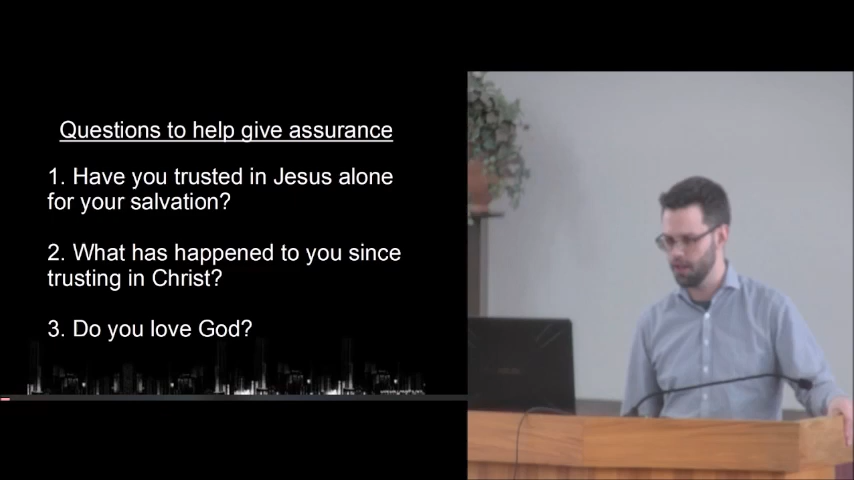 Questions to help give assurance
1. Have you trusted in Jesus alone
for your salvation?
2. What has happened to you since
trusting in Christ?
3. Do you love God?